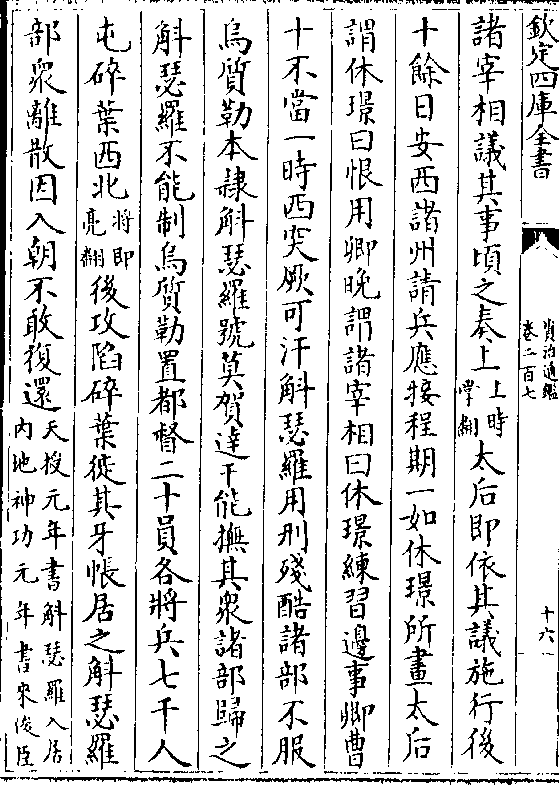 欽定四庫全書
資治通鑑
卷二百七
十六
諸宰相議其事頃之奏上上時掌翻太后即依其議施行後
十餘日安西諸州請兵應接程期一如休璟所畫太后
謂休璟曰恨用卿晚謂諸宰相曰休璟練習邊事卿曹
十不當一時西突厥可汗斛瑟羅用刑殘酷諸部不服
烏質勒本隸斛瑟羅號莫賀達干能撫其衆諸部歸之
斛瑟羅不能制烏質勒置都督二十員各將兵七千人
屯碎葉西北將即亮翻後攻陷碎葉徙其牙帳居之斛瑟羅
部衆離散因入朝不敢復還天授元年書斛瑟羅入居内地神功元年書來俊臣